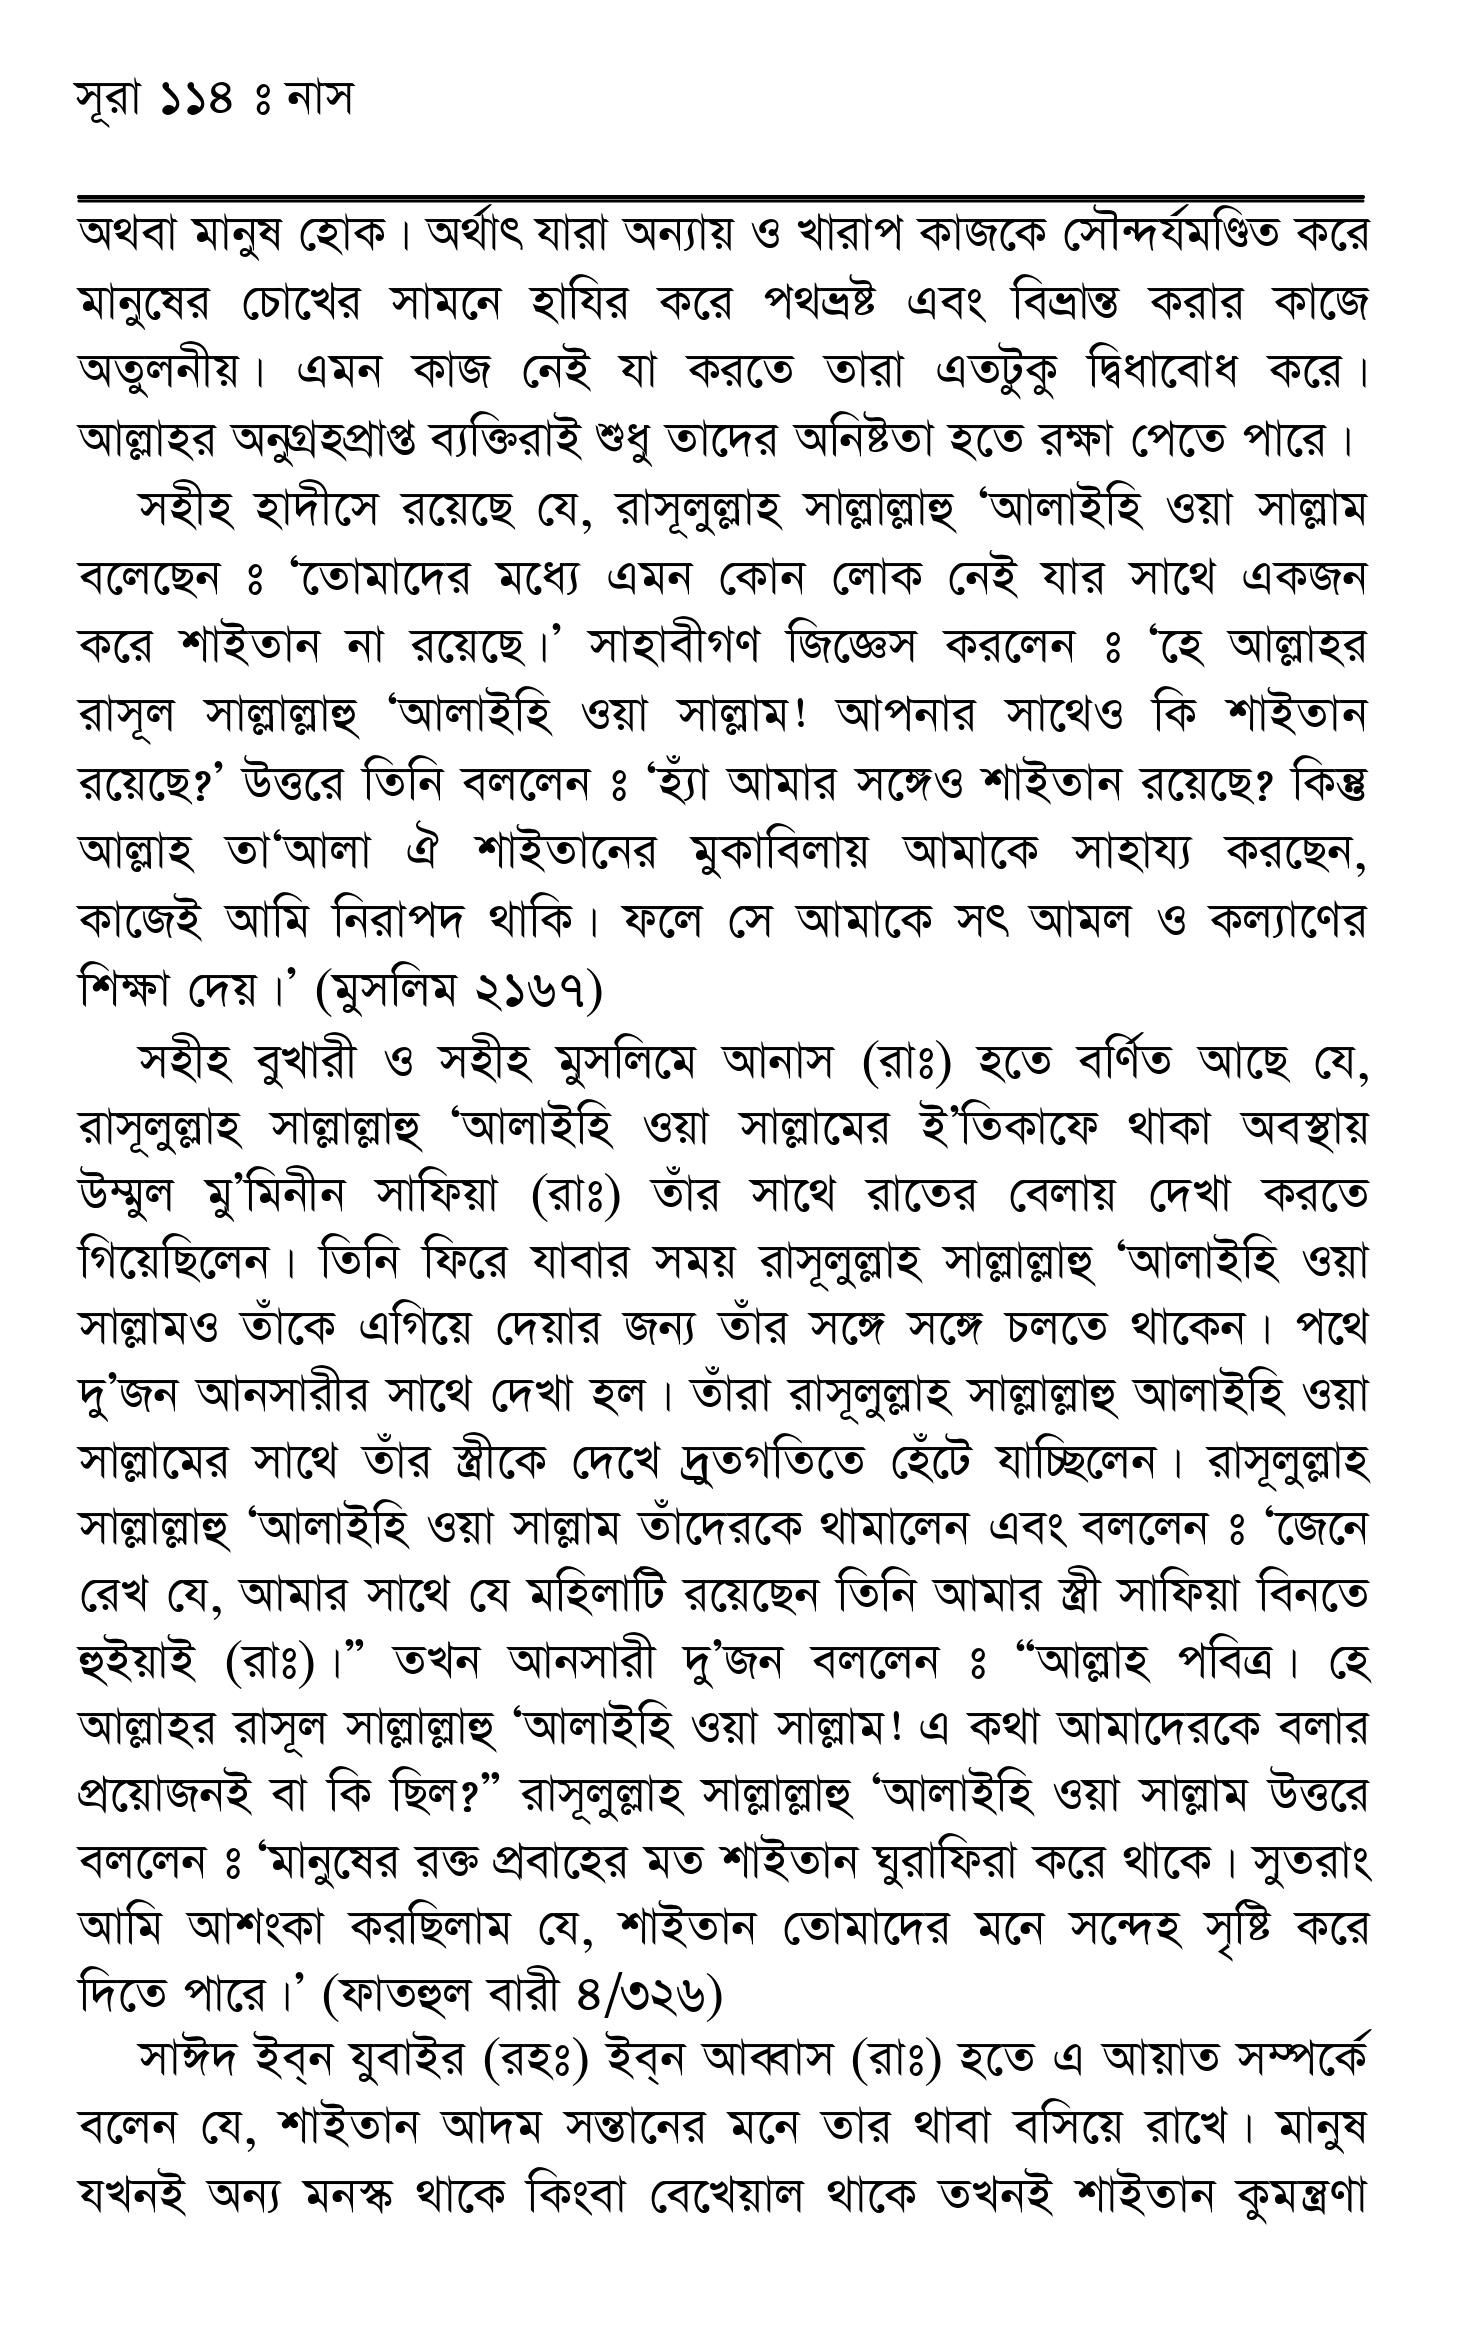 সূরা ১১৪ ঃ নাস
অথবা মানুষ হোক। অর্থাৎ যারা অন্যায় ও খারাপ কাজকে সৌন্দর্যমণ্ডিত করে
মানুষের চোখের সামনে হাযির করে পথভ্রষ্ট এবং বিভ্রান্ত করার কাজে
অতুলনীয়। এমন কাজ নেই যা করতে তারা এতটুকু দ্বিধাবোধ করে।
আল্লাহর অনুগ্রহপ্রাপ্ত ব্যক্তিরাই শুধু তাদের অনিষ্টতা হতে রক্ষা পেতে পারে।
সহীহ হাদীসে রয়েছে যে, রাসূলুল্লাহ সাল্লাল্লাহু ‘আলাইহি ওয়া সাল্লাম
বলেছেন ঃ ‘তোমাদের মধ্যে এমন কোন লোক নেই যার সাথে একজন
করে শাইতান না রয়েছে।’ সাহাবীগণ জিজ্ঞেস করলেন ঃ ‘হে আল্লাহর
রাসূল সাল্লাল্লাহু ‘আলাইহি ওয়া সাল্লাম! আপনার সাথেও কি শাইতান
রয়েছে?’ উত্তরে তিনি বললেন ঃ ‘হ্যাঁ আমার সঙ্গেও শাইতান রয়েছে? কিন্তু
আল্লাহ তা‘আলা ঐ শাইতানের মুকাবিলায় আমাকে সাহায্য করছেন,
কাজেই আমি নিরাপদ থাকি। ফলে সে আমাকে সৎ আমল ও কল্যাণের
শিক্ষা দেয়।’ (মুসলিম ২১৬৭)
সহীহ বুখারী ও সহীহ মুসলিমে আনাস (রাঃ) হতে বর্ণিত আছে যে,
রাসূলুল্লাহ সাল্লাল্লাহু ‘আলাইহি ওয়া সাল্লামের ই’তিকাফে থাকা অবস্থায়
উম্মুল মু’মিনীন সাফিয়া (রাঃ) তাঁর সাথে রাতের বেলায় দেখা করতে
গিয়েছিলেন। তিনি ফিরে যাবার সময় রাসূলুল্লাহ সাল্লাল্লাহু ‘আলাইহি ওয়া
সাল্লামও তাঁকে এগিয়ে দেয়ার জন্য তাঁর সঙ্গে সঙ্গে চলতে থাকেন। পথে
দু’জন আনসারীর সাথে দেখা হল। তাঁরা রাসূলুল্লাহ সাল্লাল্লাহু আলাইহি ওয়া
সাল্লামের সাথে তাঁর স্ত্রীকে দেখে দ্রুতগতিতে হেঁটে যাচ্ছিলেন। রাসূলুল্লাহ
সাল্লাল্লাহু ‘আলাইহি ওয়া সাল্লাম তাঁদেরকে থামালেন এবং বললেন ঃ ‘জেনে
রেখ যে, আমার সাথে যে মহিলাটি রয়েছেন তিনি আমার স্ত্রী সাফিয়া বিনতে
হুইয়াই (রাঃ)।” তখন আনসারী দু’জন বললেন ঃ “আল্লাহ পবিত্র। হে
আল্লাহর রাসূল সাল্লাল্লাহু ‘আলাইহি ওয়া সাল্লাম! এ কথা আমাদেরকে বলার
প্রয়োজনই বা কি ছিল?” রাসূলুল্লাহ সাল্লাল্লাহু ‘আলাইহি ওয়া সাল্লাম উত্তরে
বললেন ঃ ‘মানুষের রক্ত প্রবাহের মত শাইতান ঘুরাফিরা করে থাকে। সুতরাং
আমি আশংকা করছিলাম যে, শাইতান তোমাদের মনে সন্দেহ সৃষ্টি করে
দিতে পারে।’ (ফাতহুল বারী ৪/৩২৬)
সাঈদ ইব্‌ন যুবাইর (রহঃ) ইব্‌ন আব্বাস (রাঃ) হতে এ আয়াত সম্পর্কে
বলেন যে, শাইতান আদম সন্তানের মনে তার থাবা বসিয়ে রাখে। মানুষ
যখনই অন্য মনস্ক থাকে কিংবা বেখেয়াল থাকে তখনই শাইতান কুমন্ত্রণা